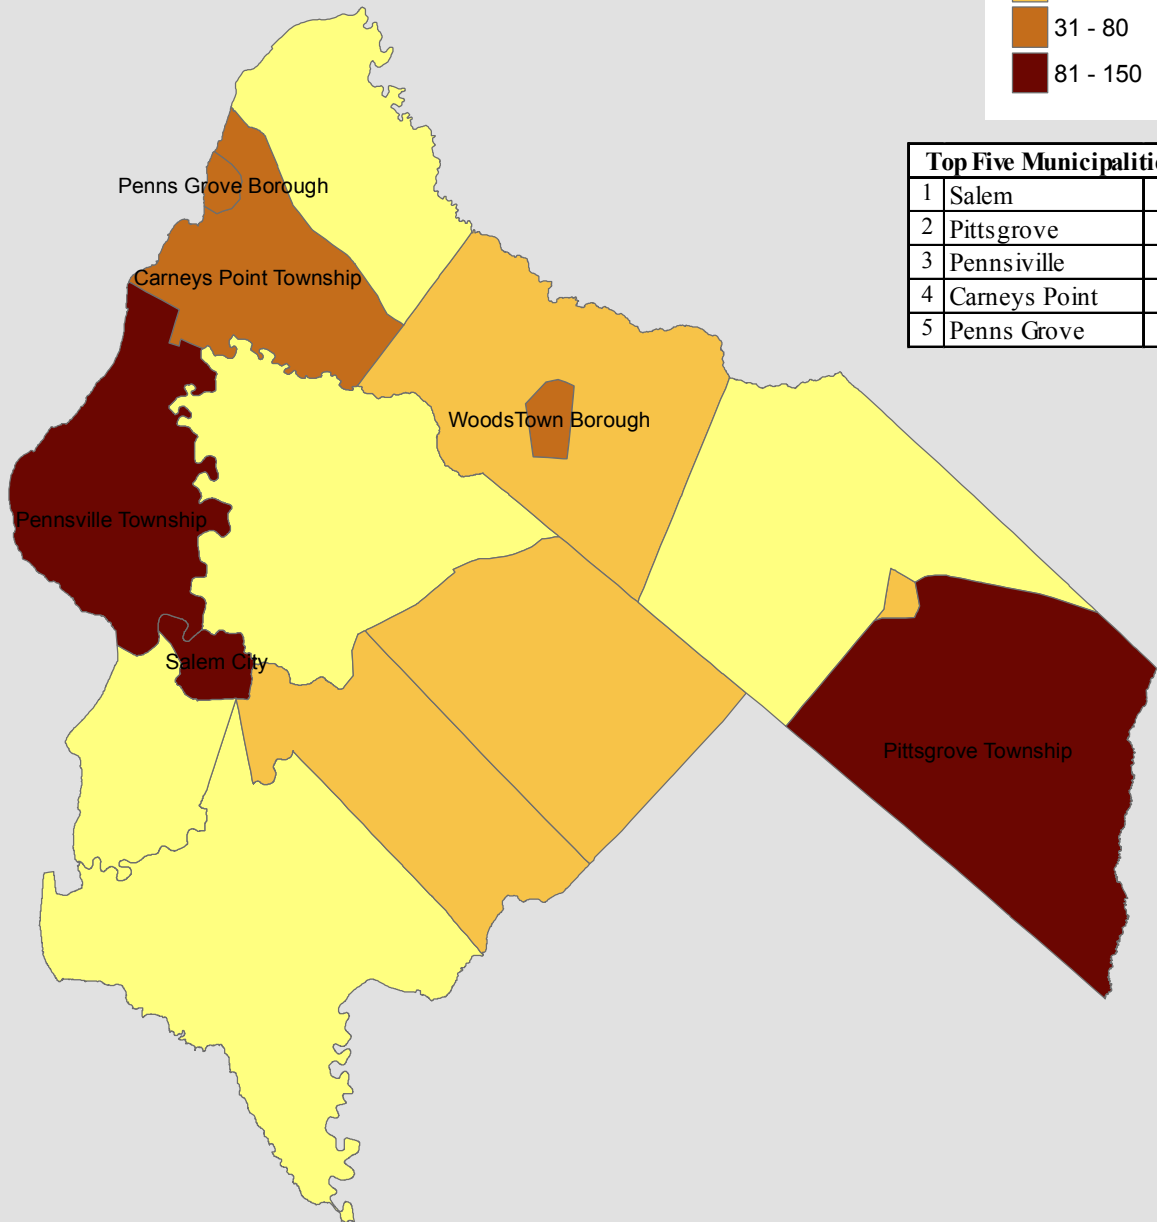 31 - 80
81 - 150
Top Five Municipalitie
1 Salem
2 Pittsgrove
3 Pennsiville
4 Carneys Point
5 Penns Grove
Penns Grove Borough
Carneys Point Township
WoodsTown Borough
Pennsville Township
Salem City
Pittsgrove Township